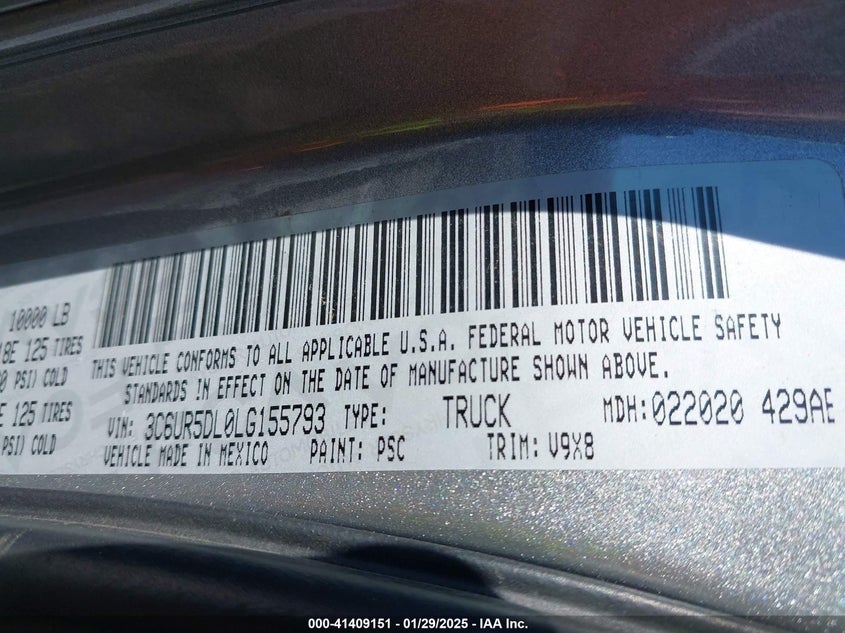 10000 LB
18E 125 TIRES
PSI) COLD
E 125 TIRES
PSI) COLD
THIS VEHICLE CONFORMS TO ALL APPLICABLE U.S.A. FEDERAL MOTOR VEHICLE SAFETY
STANDARDS IN EFFECT ON THE DATE OF MANUFACTURE SHOWN ABOVE.
VIN: 3C6UR5DL0LG155793 TYPE: TRUCK MDH: 022020 429AE
VEHICLE MADE IN MEXICO PAINT: PSC TRIM: V9X8
000-41409151 — 01/29/2025 — IAA Inc.